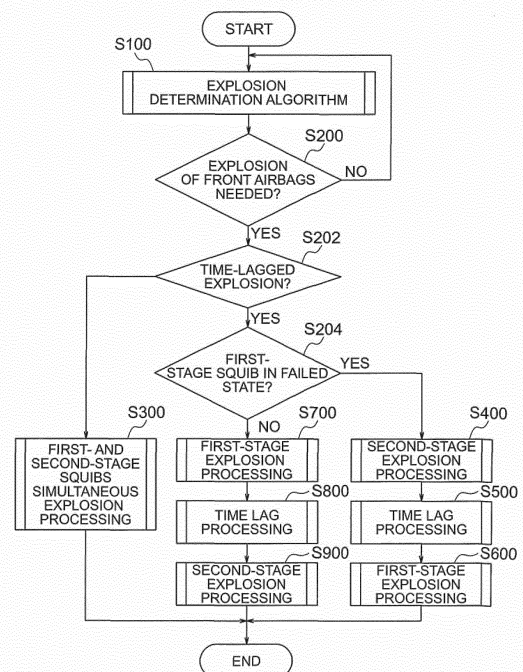 START
S100
EXPLOSION
DETERMINATION ALGORITHM
S200
EXPLOSION
OF FRONT AIRBAGS
NEEDED?
NO
YES
S202
TIME-LAGGED
EXPLOSION?
YES
S204
FIRST-
STAGE SQUIB IN FAILED
STATE?
YES
NO
S300
FIRST- AND
SECOND-STAGE
SQUIBS
SIMULTANEOUS
EXPLOSION
PROCESSING
S700
FIRST-STAGE
EXPLOSION
PROCESSING
S400
SECOND-STAGE
EXPLOSION
PROCESSING
S800
TIME LAG
PROCESSING
S500
TIME LAG
PROCESSING
S900
SECOND-STAGE
EXPLOSION
PROCESSING
S600
FIRST-STAGE
EXPLOSION
PROCESSING
END